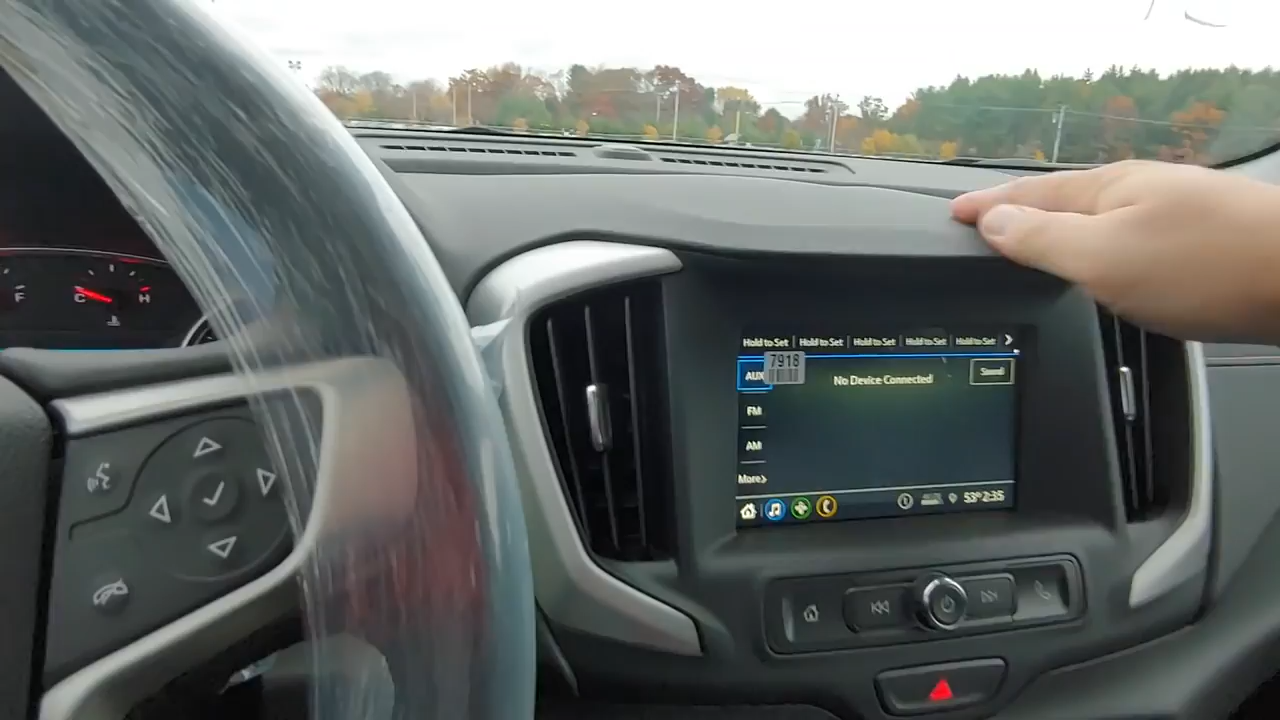 F
C
H
Hold to Set Hold to Set Hold to Set Hold to Set Hold to Set
AUX
7918
No Device Connected
Sound
FM
AM
More
53° 2:35